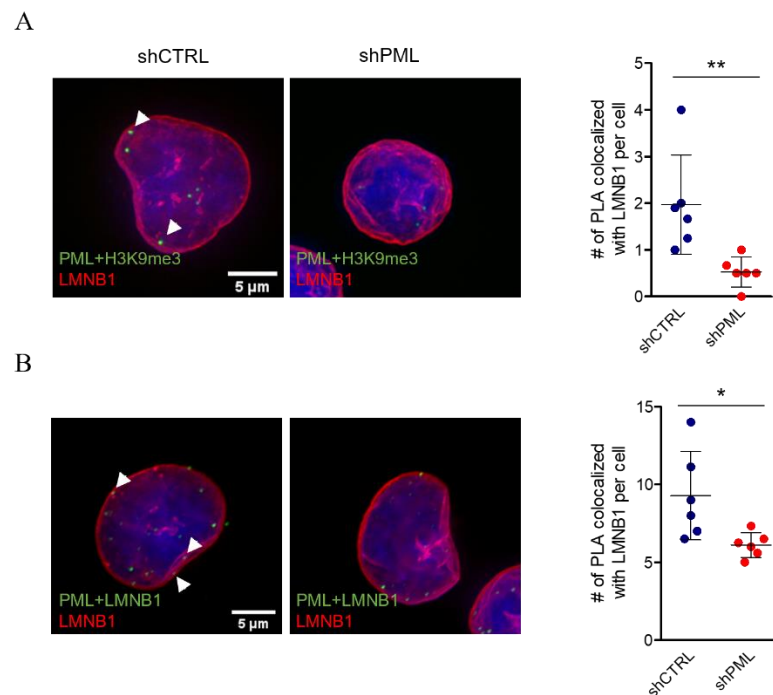 A
shCTRL
shPML
PML+H3K9me3
LMNB1
5 µm
PML+H3K9me3
LMNB1
# of PLA colocalized
with LMNB1 per cell
5
4
3
2
1
0
**
shCTRL
shPML
B
PML+LMNB1
LMNB1
5 µm
PML+LMNB1
LMNB1
# of PLA colocalized
with LMNB1 per cell
15
10
5
0
*
shCTRL
shPML